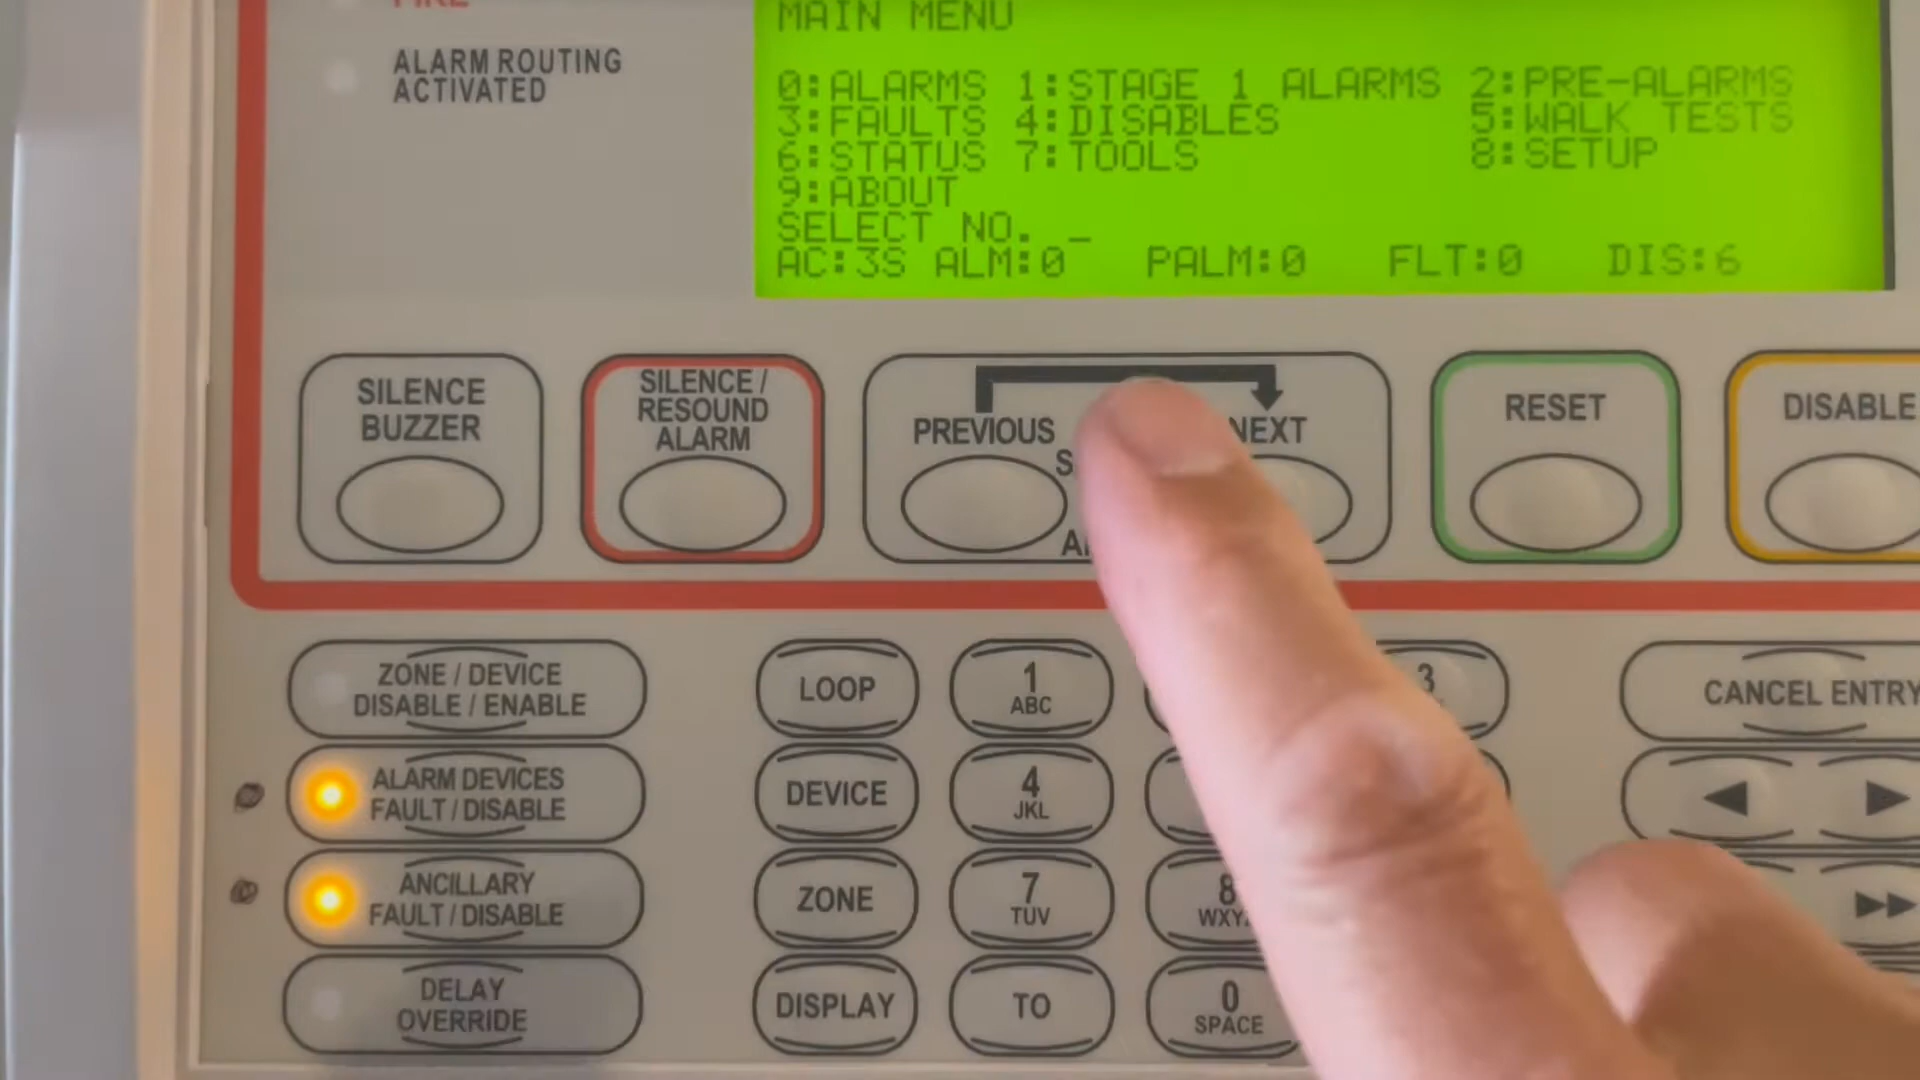 FIRE
ALARM ROUTING
ACTIVATED
MAIN MENU
0:ALARMS 1:STAGE 1 ALARMS 2:PRE-ALARMS
3:FAULTS 4:DISABLES 5:WALK TESTS
6:STATUS 7:TOOLS 8:SETUP
9:ABOUT
SELECT NO. _
AC:3S ALM:0 PALM:0 FLT:0 DIS:6
SILENCE
BUZZER
SILENCE /
RESOUND
ALARM
PREVIOUS
NEXT
RESET
DISABLE
ZONE / DEVICE
DISABLE / ENABLE
ALARM DEVICES
FAULT / DISABLE
ANCILLARY
FAULT / DISABLE
DELAY
OVERRIDE
LOOP
1
ABC
3
DEVICE
4
JKL
ZONE
7
TUV
8
WXYZ
DISPLAY
TO
0
SPACE
CANCEL ENTRY